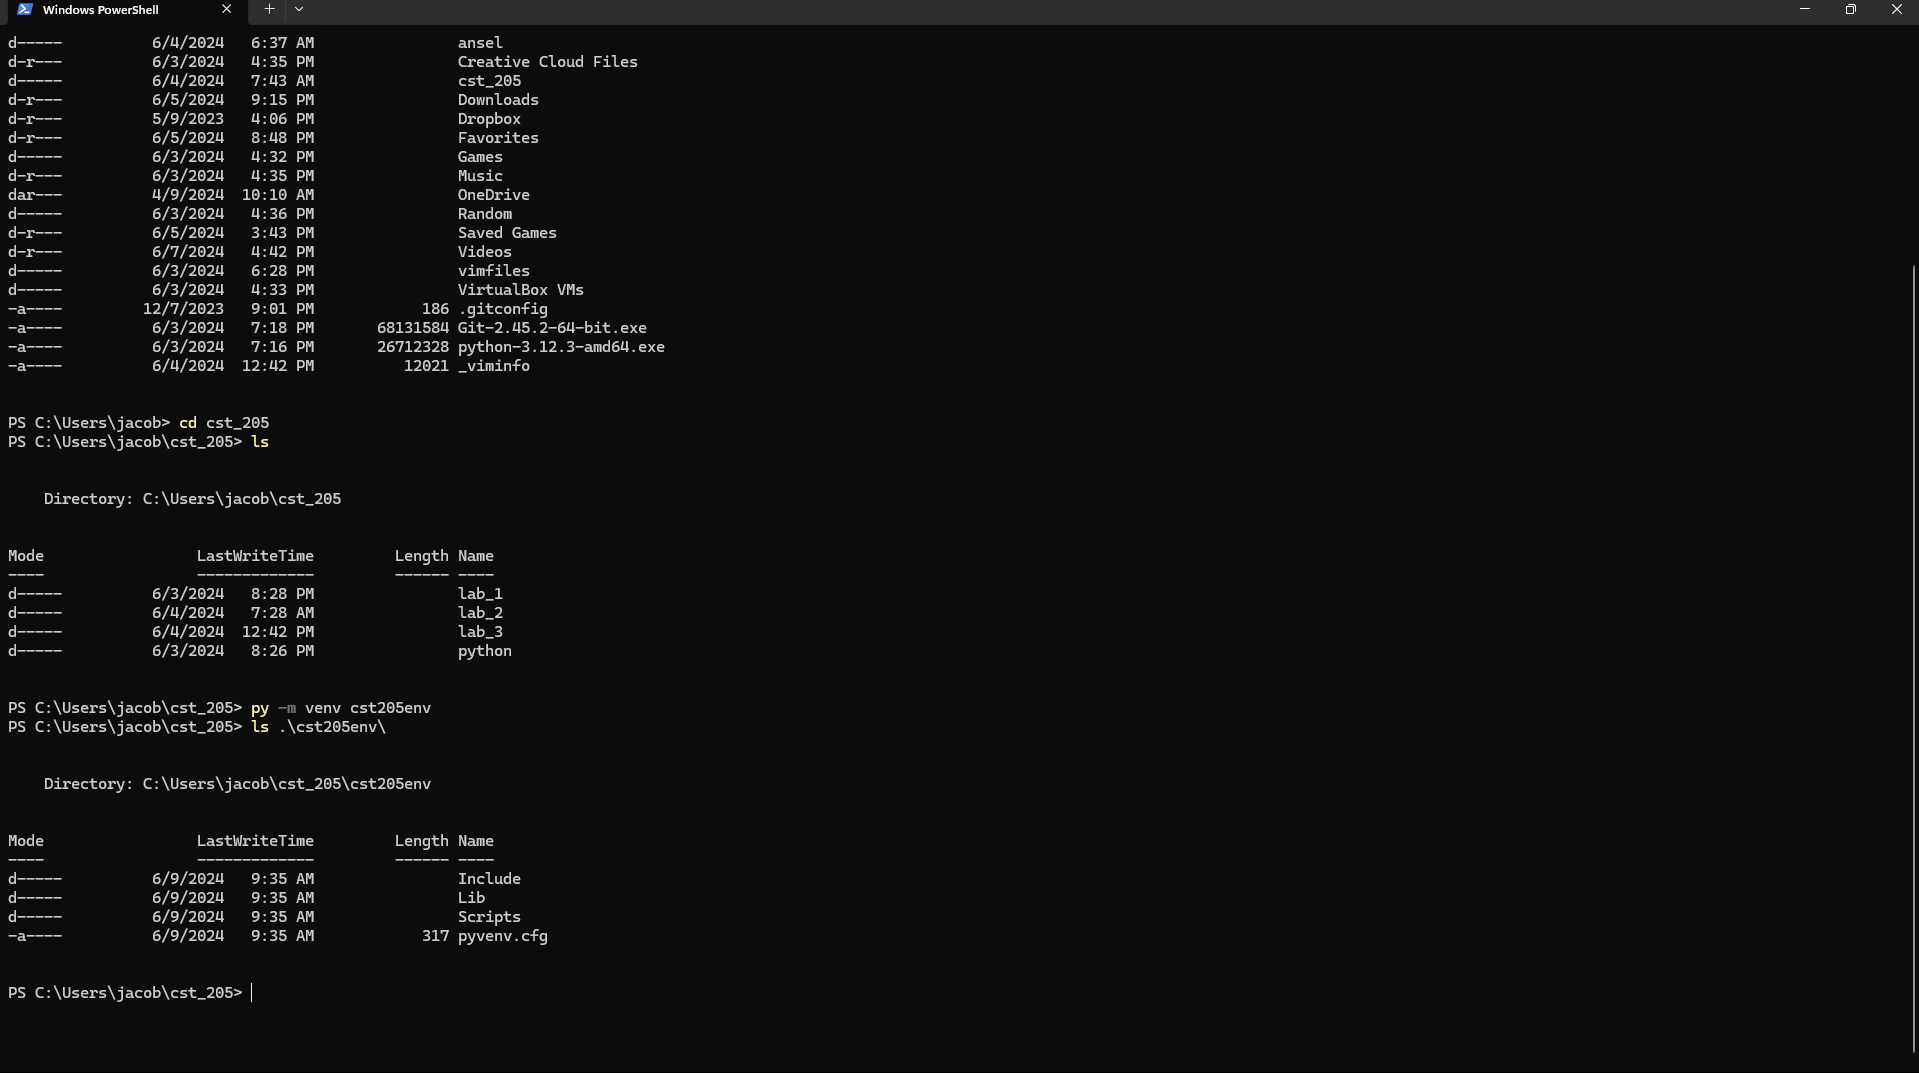 Windows PowerShell
d-----          6/4/2024   6:37 AM                ansel
d-r---          6/3/2024   4:35 PM                Creative Cloud Files
d-----          6/4/2024   7:43 AM                cst_205
d-r---          6/5/2024   9:15 PM                Downloads
d-r---          5/9/2023   4:06 PM                Dropbox
d-r---          6/5/2024   8:48 PM                Favorites
d-----          6/3/2024   4:32 PM                Games
d-r---          6/3/2024   4:35 PM                Music
dar---          4/9/2024  10:10 AM                OneDrive
d-----          6/3/2024   4:36 PM                Random
d-r---          6/5/2024   3:43 PM                Saved Games
d-r---          6/7/2024   4:42 PM                Videos
d-----          6/3/2024   6:28 PM                vimfiles
d-----          6/3/2024   4:33 PM                VirtualBox VMs
-a----         12/7/2023   9:01 PM            186 .gitconfig
-a----          6/3/2024   7:18 PM       68131584 Git-2.45.2-64-bit.exe
-a----          6/3/2024   7:16 PM       26712328 python-3.12.3-amd64.exe
-a----          6/4/2024  12:42 PM          12021 _viminfo
PS C:\Users\jacob> cd cst_205
PS C:\Users\jacob\cst_205> ls
    Directory: C:\Users\jacob\cst_205
Mode                 LastWriteTime         Length Name
----                 -------------         ------ ----
d-----          6/3/2024   8:28 PM                lab_1
d-----          6/4/2024   7:28 AM                lab_2
d-----          6/4/2024  12:42 PM                lab_3
d-----          6/3/2024   8:26 PM                python
PS C:\Users\jacob\cst_205> py -m venv cst205env
PS C:\Users\jacob\cst_205> ls .\cst205env\
    Directory: C:\Users\jacob\cst_205\cst205env
Mode                 LastWriteTime         Length Name
----                 -------------         ------ ----
d-----          6/9/2024   9:35 AM                Include
d-----          6/9/2024   9:35 AM                Lib
d-----          6/9/2024   9:35 AM                Scripts
-a----          6/9/2024   9:35 AM            317 pyvenv.cfg
PS C:\Users\jacob\cst_205>